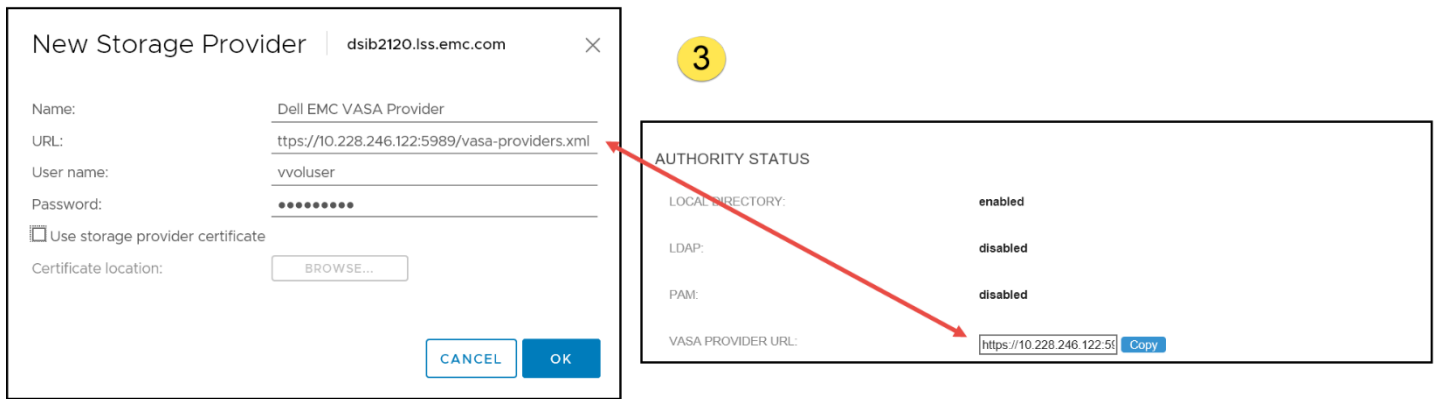 New Storage Provider dsib2120.lss.emc.com
Name: Dell EMC VASA Provider
URL: ttps://10.228.246.122:5989/vasa-providers.xml
User name: vvoluser
Password: •••••••••
Use storage provider certificate
Certificate location: BROWSE...
CANCEL OK
3
AUTHORITY STATUS
LOCAL DIRECTORY: enabled
LDAP: disabled
PAM: disabled
VASA PROVIDER URL: https://10.228.246.122:59 Copy